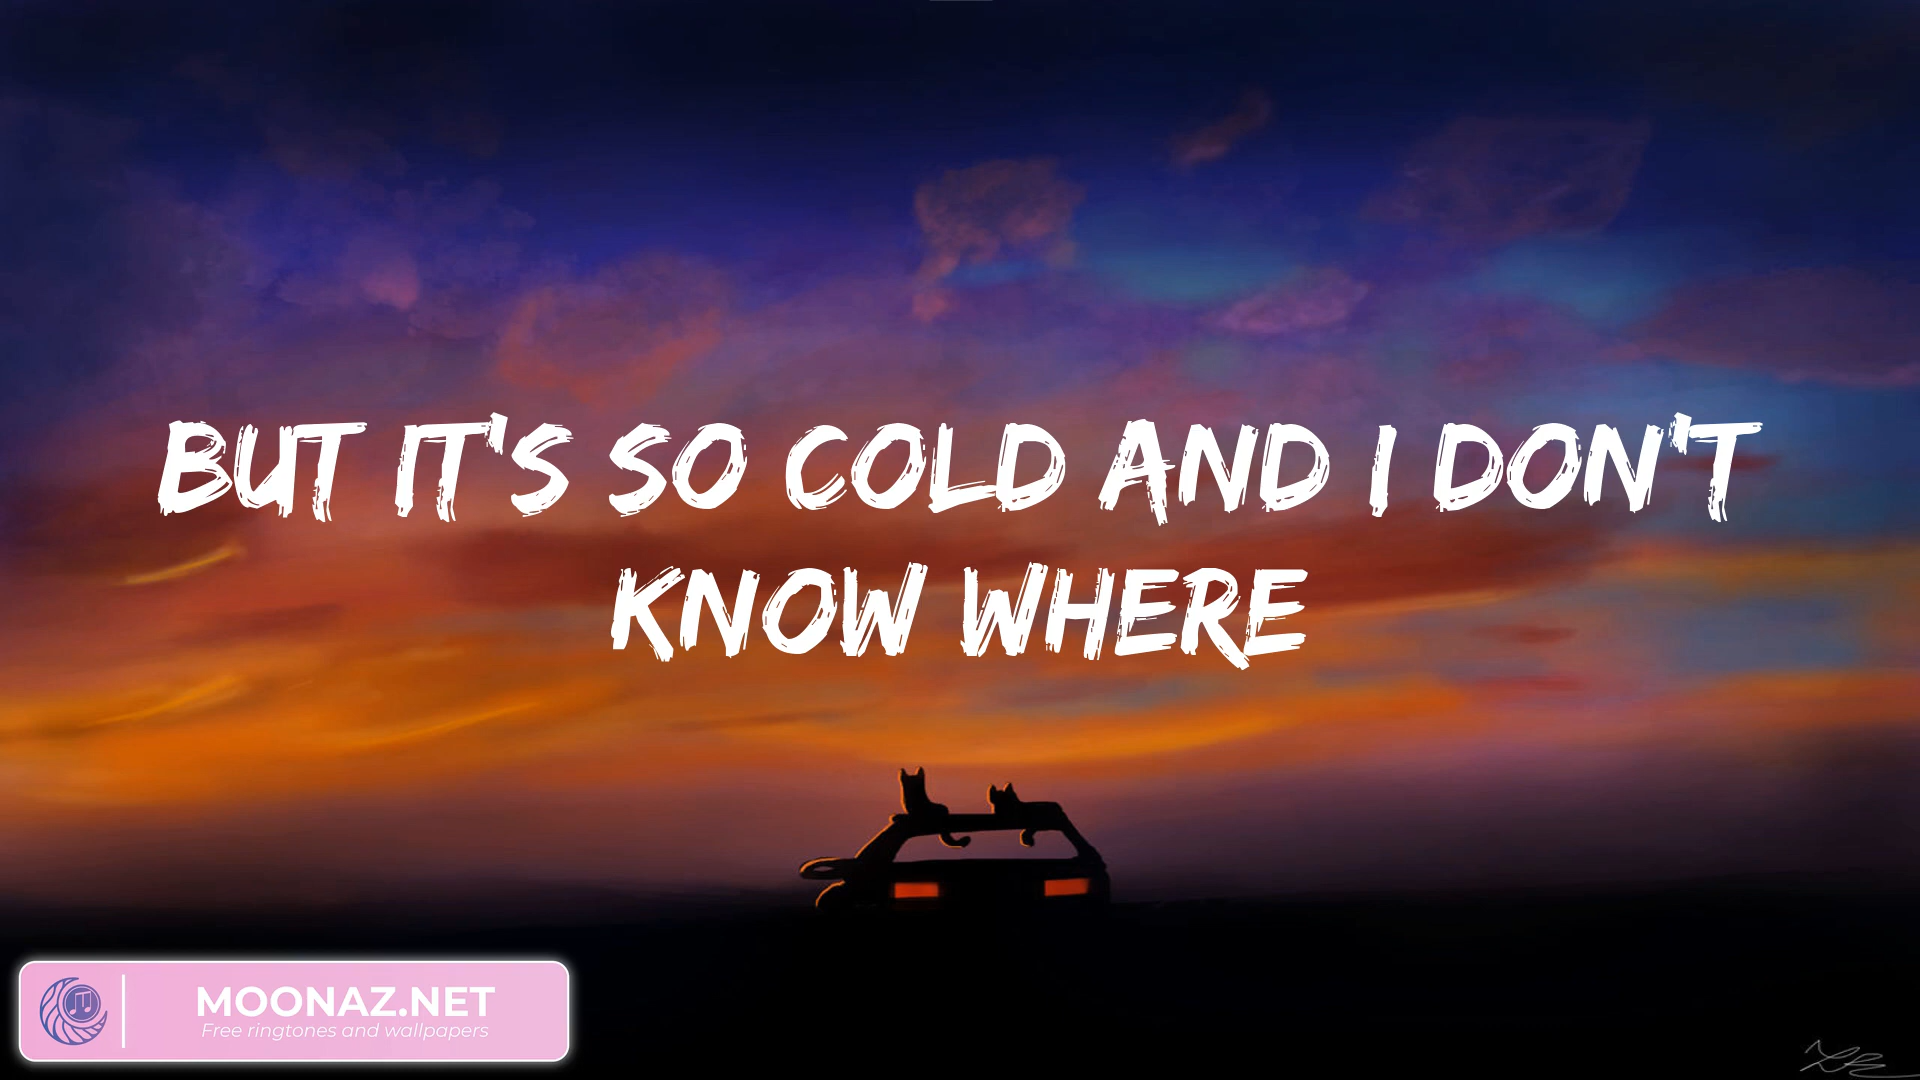 BUT IT'S SO COLD AND I DON'T
KNOW WHERE
MOONAZ.NET
Free ringtones and wallpapers